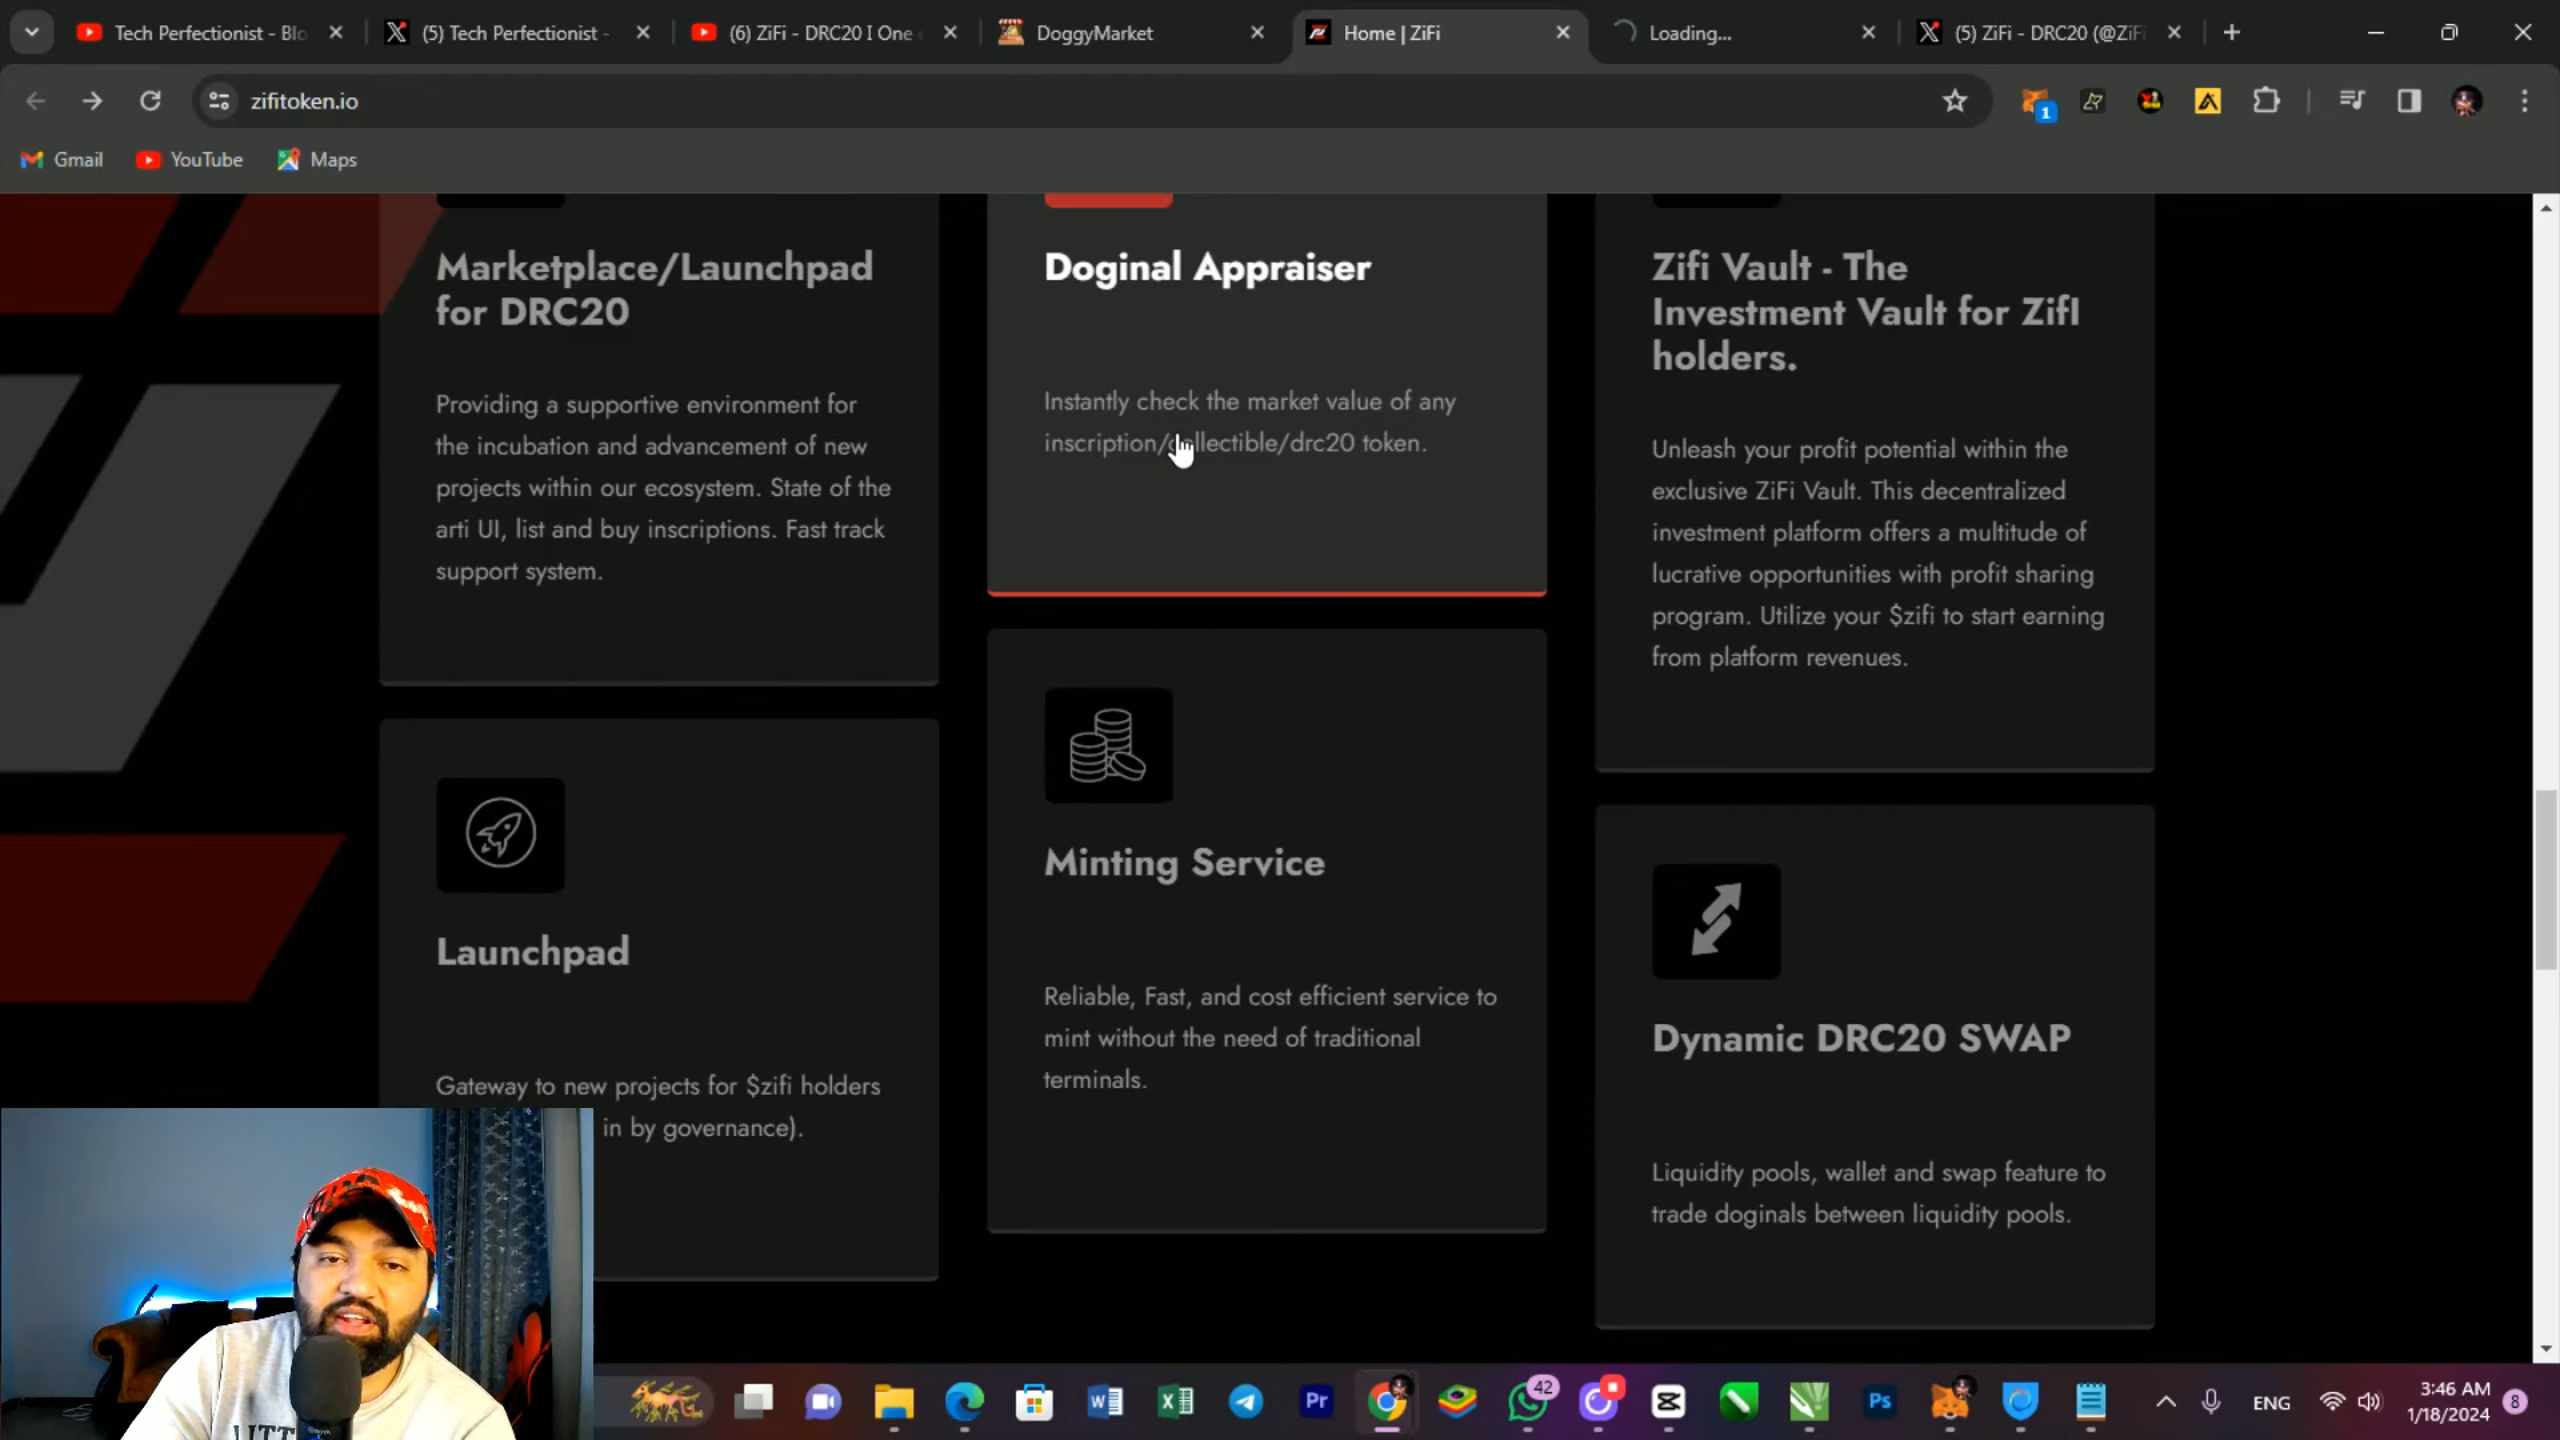 Tech Perfectionist - Blo
(5) Tech Perfectionist -
(6) ZiFi - DRC20 I One
DoggyMarket
Home | ZiFi
Loading...
(5) ZiFi - DRC20 (@ZiFi
zifitoken.io
1
Gmail
YouTube
Maps
Marketplace/Launchpad
for DRC20
Providing a supportive environment for
the incubation and advancement of new
projects within our ecosystem. State of the
arti UI, list and buy inscriptions. Fast track
support system.
Doginal Appraiser
Instantly check the market value of any
inscription/collectible/drc20 token.
Zifi Vault - The
Investment Vault for ZifI
holders.
Unleash your profit potential within the
exclusive ZiFi Vault. This decentralized
investment platform offers a multitude of
lucrative opportunities with profit sharing
program. Utilize your $zifi to start earning
from platform revenues.
Launchpad
Gateway to new projects for $zifi holders
in by governance).
Minting Service
Reliable, Fast, and cost efficient service to
mint without the need of traditional
terminals.
Dynamic DRC20 SWAP
Liquidity pools, wallet and swap feature to
trade doginals between liquidity pools.
Pr
42
Ps
ENG
3:46 AM
1/18/2024
8